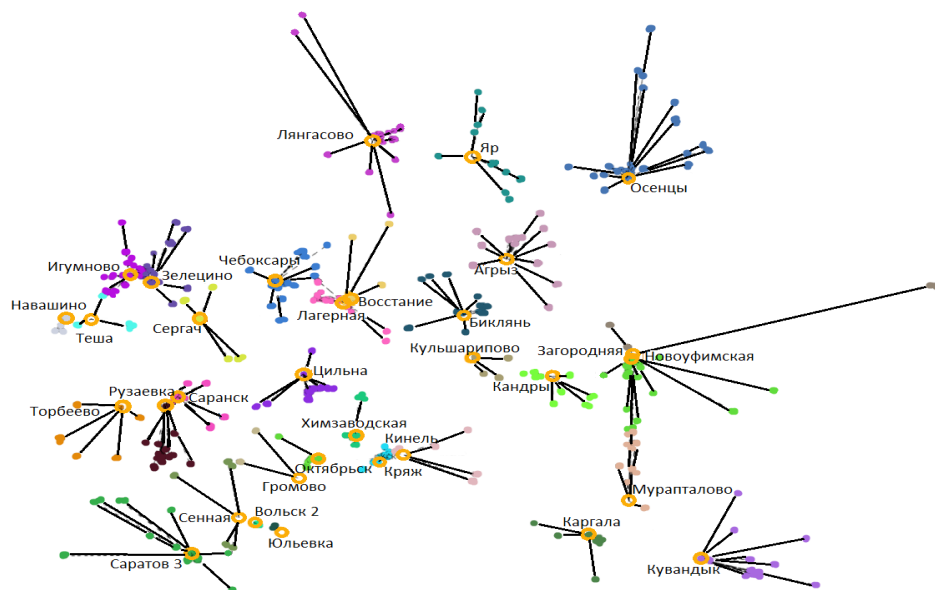 Лянгасово
Яр
Осенцы
Игумново
Зелецино
Чебоксары
Агрыз
Навашино
Теша
Сергач
Лагерная
Восстание
Биклянь
Кульшарипово
Загородняя
Новоуфимская
Кандры
Цильна
Рузаевка
Саранск
Торбеево
Химзаводская
Кинель
Октябрьск
Кряж
Громово
Мурапталово
Сенная
Вольск 2
Юльевка
Каргала
Саратов 3
Кувандык